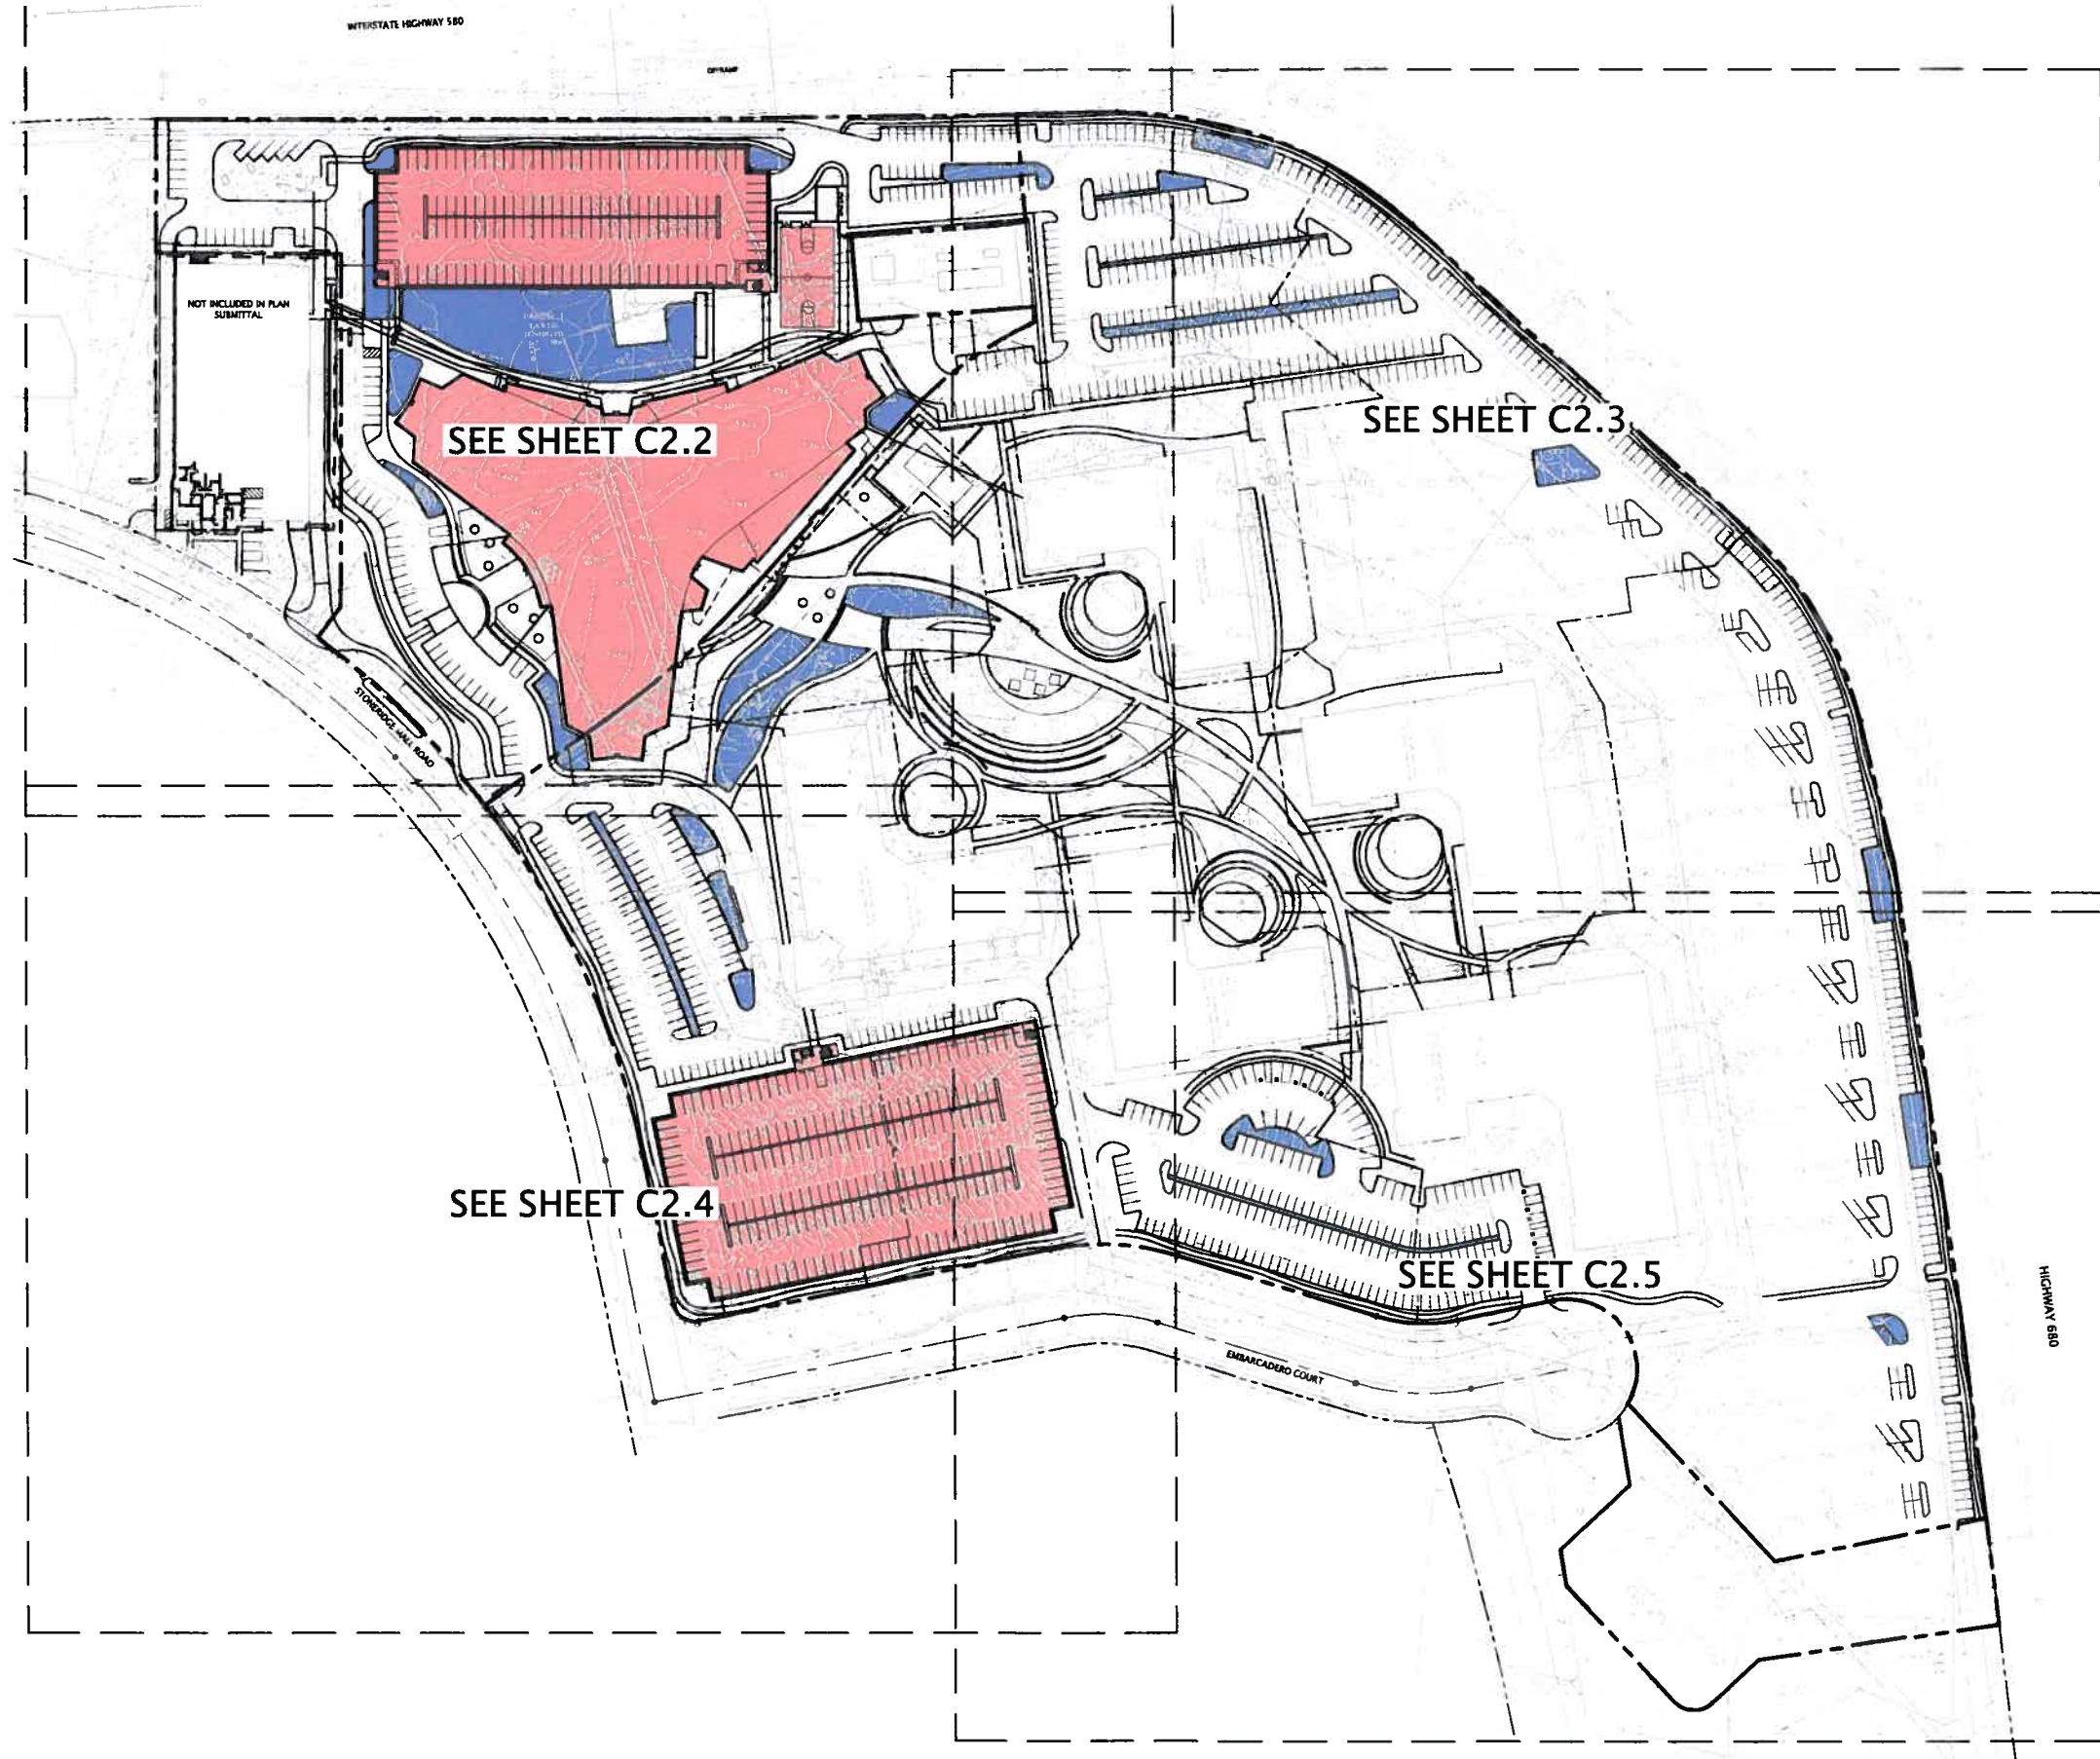 INTERSTATE HIGHWAY 580
NOT INCLUDED IN PLAN
SUBMITTAL
SEE SHEET C2.3
SEE SHEET C2.2
STONERIDGE MALL ROAD
SEE SHEET C2.4
SEE SHEET C2.5
HIGHWAY 680
EMBARCADERO COURT